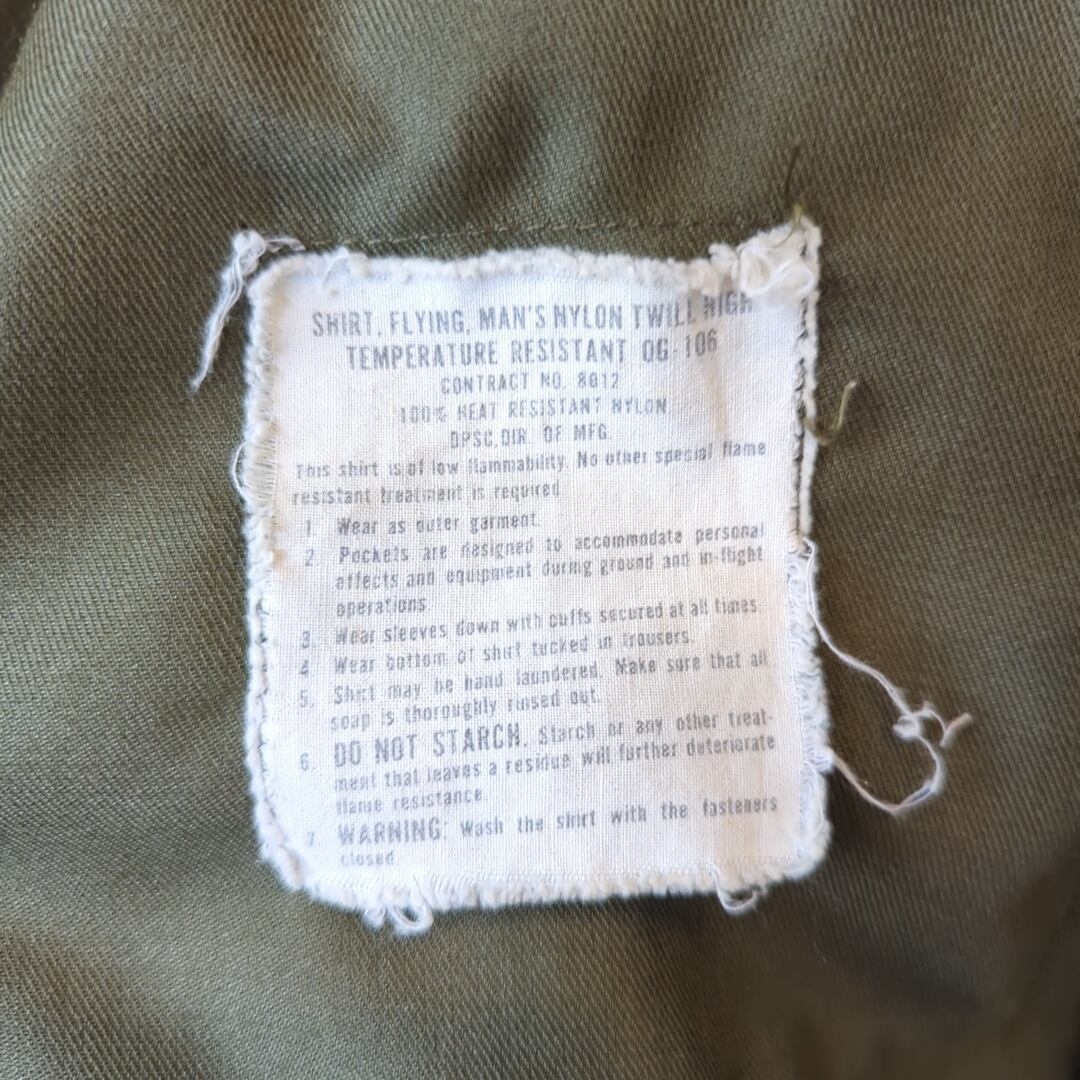 SHIRT, FLYING, MAN'S NYLON TWILL HIGH
TEMPERATURE RESISTANT OG-106
CONTRACT NO. 8012
100% HEAT RESISTANT NYLON
DPSC, DIR. OF MFG.
This shirt is of low flammability. No other special flame
resistant treatment is required
1. Wear as outer garment.
2. Pockets are designed to accommodate personal
effects and equipment during ground and in-flight
operations.
3. Wear sleeves down with cuffs secured at all times.
4. Wear bottom of shirt tucked in trousers.
5. Shirt may be hand laundered. Make sure that all
soap is thoroughly rinsed out.
6. DO NOT STARCH. Starch or any other treat-
ment that leaves a residue will further deteriorate
flame resistance.
7. WARNING: Wash the shirt with the fasteners
closed.